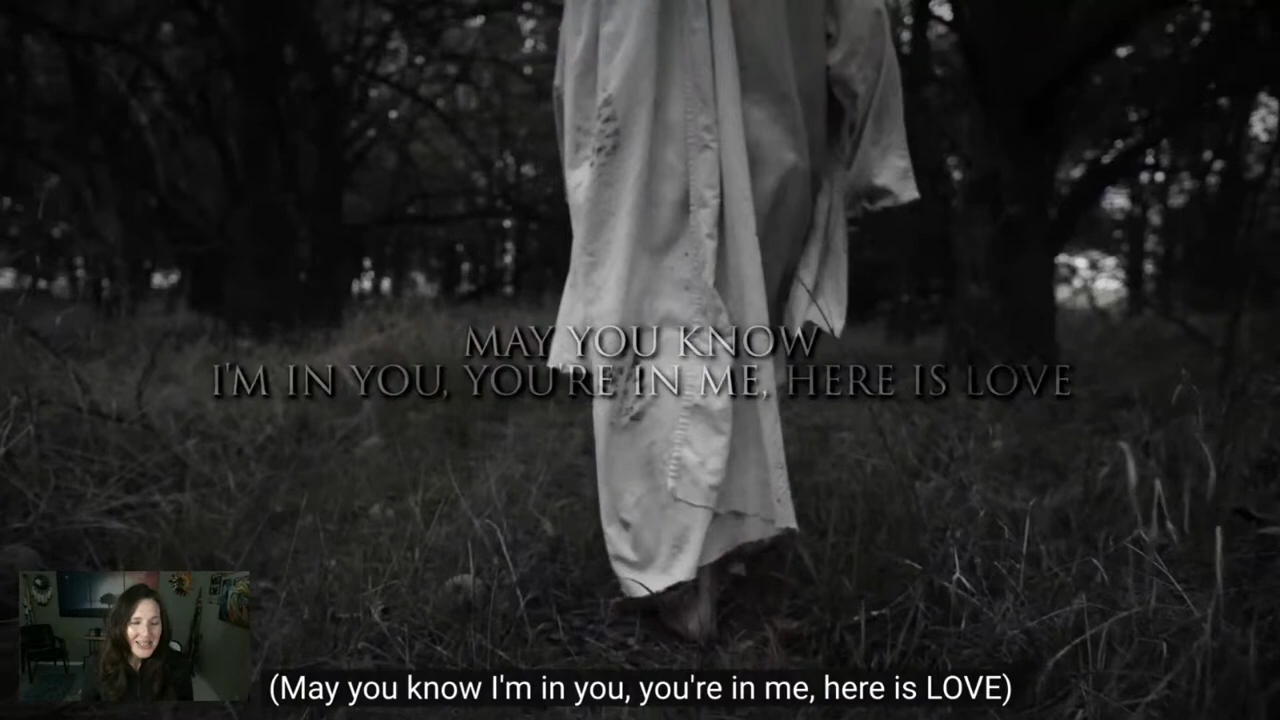 MAY YOU KNOW
I'M IN YOU, YOU'RE IN ME, HERE IS LOVE
(May you know I'm in you, you're in me, here is LOVE)